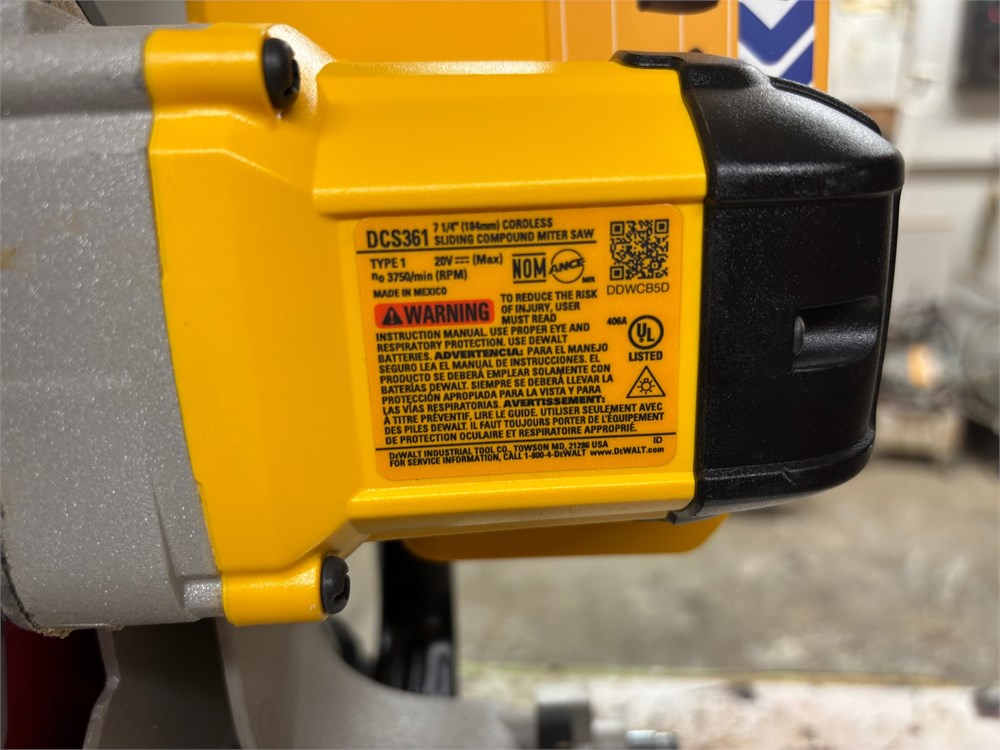 DCS361 7 1/4" (184mm) CORDLESS
SLIDING COMPOUND MITER SAW
TYPE 1 20V ⎓ (Max)
n₀ 3750/min (RPM)
MADE IN MEXICO
NOM ANCE MR
DDWCB5D
WARNING TO REDUCE THE RISK
OF INJURY, USER
MUST READ
INSTRUCTION MANUAL. USE PROPER EYE AND
RESPIRATORY PROTECTION. USE DEWALT
BATTERIES. ADVERTENCIA: PARA EL MANEJO
SEGURO LEA EL MANUAL DE INSTRUCCIONES. EL
PRODUCTO SE DEBERÁ EMPLEAR SOLAMENTE CON
BATERÍAS DEWALT. SIEMPRE SE DEBERÁ LLEVAR LA
PROTECCIÓN APROPIADA PARA LA VISTA Y PARA
LAS VÍAS RESPIRATORIAS. AVERTISSEMENT:
À TITRE PRÉVENTIF, LIRE LE GUIDE. UTILISER SEULEMENT AVEC
DES PILES DEWALT. IL FAUT TOUJOURS PORTER DE L'ÉQUIPEMENT
DE PROTECTION OCULAIRE ET RESPIRATOIRE APPROPRIÉ.
406A UL
LISTED
ID
DEWALT INDUSTRIAL TOOL CO., TOWSON MD, 21286 USA
FOR SERVICE INFORMATION, CALL 1-800-4-DEWALT www.DEWALT.com